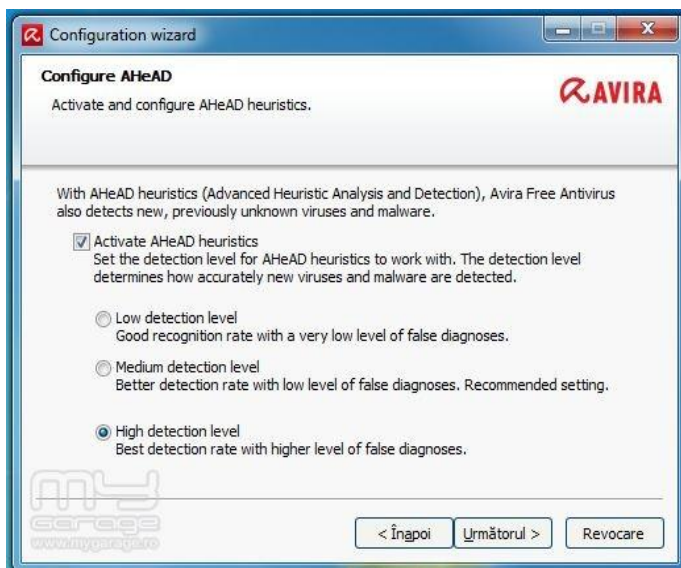 Configuration wizard
Configure AHeAD
Activate and configure AHeAD heuristics.
AVIRA
With AHeAD heuristics (Advanced Heuristic Analysis and Detection), Avira Free Antivirus
also detects new, previously unknown viruses and malware.
Activate AHeAD heuristics
Set the detection level for AHeAD heuristics to work with. The detection level
determines how accurately new viruses and malware are detected.
Low detection level
Good recognition rate with a very low level of false diagnoses.
Medium detection level
Better detection rate with low level of false diagnoses. Recommended setting.
High detection level
Best detection rate with higher level of false diagnoses.
my
garage
www.mygarage.ro
< Înapoi Următorul > Revocare